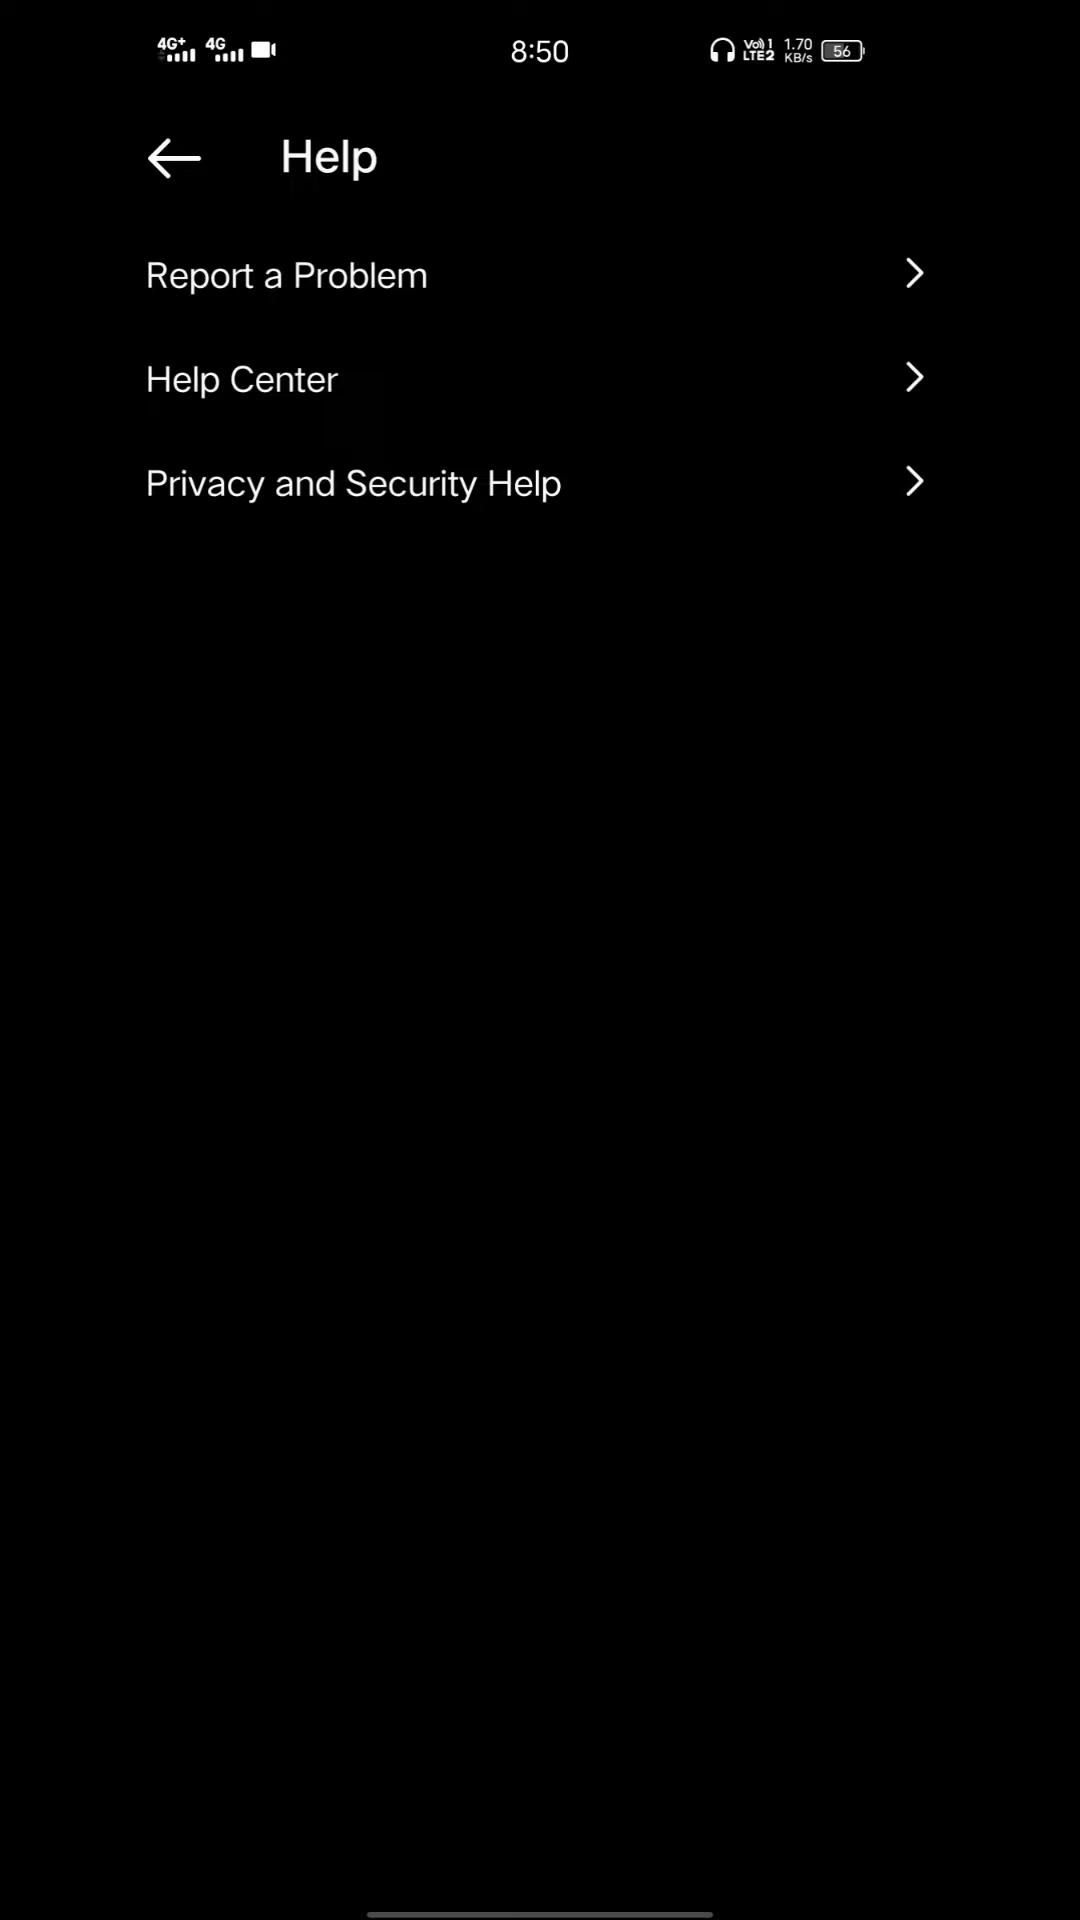 4G+ 4G 8:50 Vo 1 LTE2 1.70 KB/s 56
Help
Report a Problem
Help Center
Privacy and Security Help